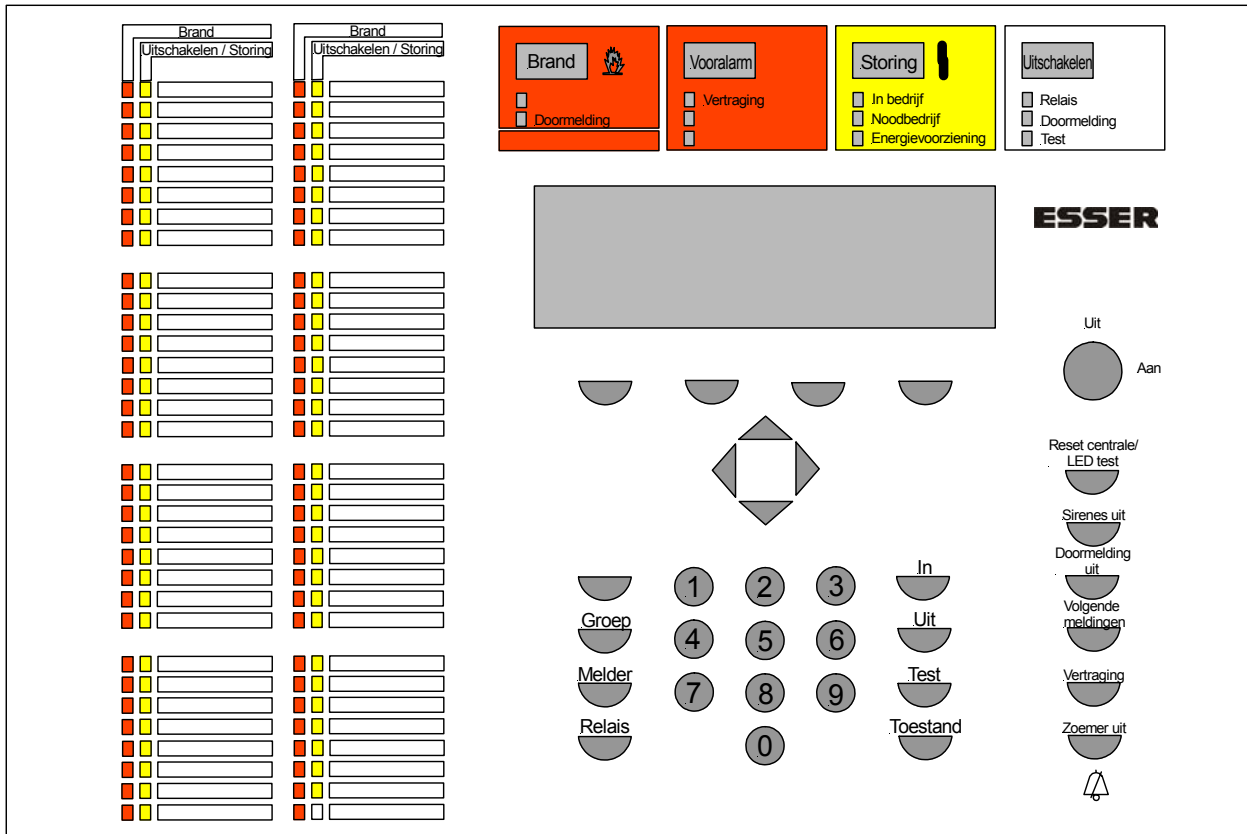 Brand
Uitschakelen / Storing
Brand
Uitschakelen / Storing
Brand
Doormelding
Vooralarm
Vertraging
Storing
In bedrijf
Noodbedrijf
Energievoorziening
Uitschakelen
Relais
Doormelding
Test
ESSER
Uit
Aan
Reset centrale/
LED test
Sirenes uit
Doormelding
uit
Volgende
meldingen
Vertraging
Zoemer uit
1 2 3 In
Groep 4 5 6 Uit
Melder 7 8 9 Test
Relais 0 Toestand